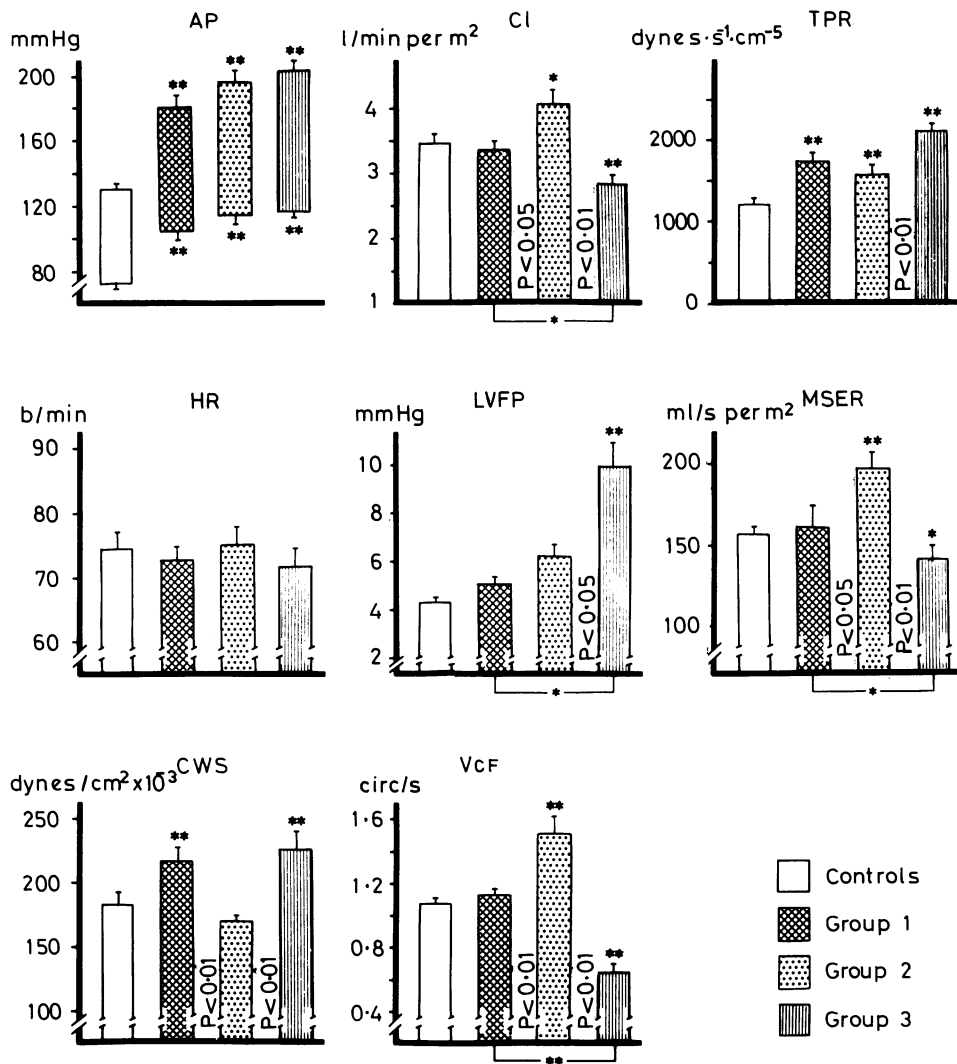 AP
mmHg
200
160
120
80
** ** **
** ** **
CI
l/min per m²
4
3
2
1
* **
P<0·05
P<0·01
*
TPR
dynes·s⁻¹·cm⁻⁵
2000
1000
0
** ** **
P<0·01
HR
b/min
90
80
70
60
LVFP
mmHg
10
8
6
4
2
**
P<0·05
*
MSER
ml/s per m²
200
150
100
** *
P<0·05
P<0·01
*
CWS
dynes/cm²x10⁻³
250
200
150
100
** **
P<0·01
P<0·01
VCF
circ/s
1·6
1·2
0·8
0·4
** **
P<0·01
P<0·01
**
Controls
Group 1
Group 2
Group 3